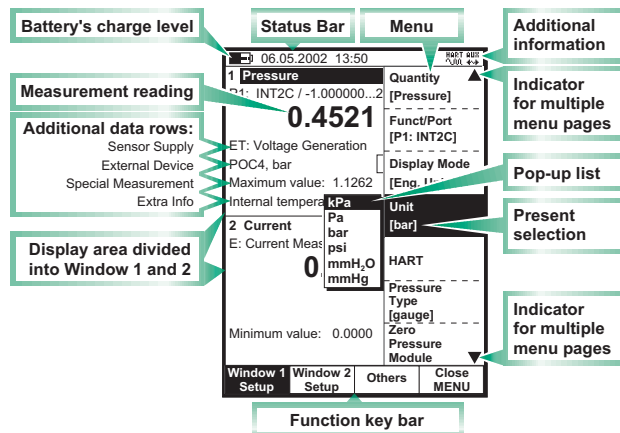 Battery's charge level
Status Bar
Menu
Additional information
06.05.2002 13:50
HART AUX
Measurement reading
1 Pressure
P1: INT2C / -1.000000...2
0.4521
Additional data rows:
Sensor Supply
External Device
Special Measurement
Extra Info
ET: Voltage Generation
POC4, bar
Maximum value: 1.1262
Internal tempera
Display area divided
into Window 1 and 2
2 Current
E: Current Meas
0.
Minimum value: 0.0000
kPa
Pa
bar
psi
mmH₂O
mmHg
Quantity
[Pressure]
Funct/Port
[P1: INT2C]
Display Mode
[Eng. Uni
Unit
[bar]
HART
Pressure
Type
[gauge]
Zero
Pressure
Module
Indicator
for multiple
menu pages
Pop-up list
Present
selection
Indicator
for multiple
menu pages
Window 1
Setup
Window 2
Setup
Others
Close
MENU
Function key bar